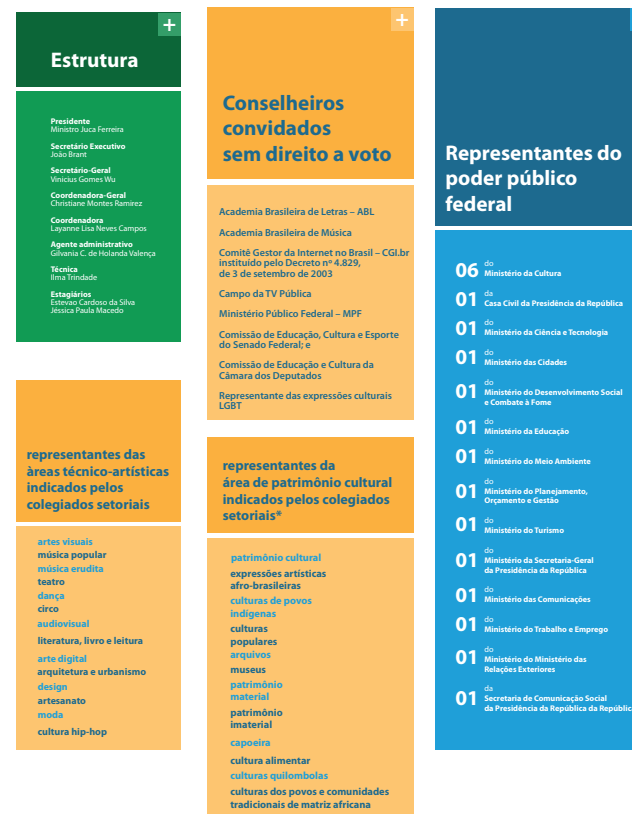 +
Estrutura
Presidente
Ministro Juca Ferreira
Secretário Executivo
João Brant
Secretário-Geral
Vinicius Gomes Wu
Coordenadora-Geral
Christiane Montes Ramirez
Coordenadora
Layanne Lisa Neves Campos
Agente administrativo
Gilvania C. de Holanda Valença
Técnica
Ilma Trindade
Estagiários
Estevao Cardoso da Silva
Jéssica Paula Macedo
representantes das
àreas técnico-artísticas
indicados pelos
colegiados setoriais
artes visuais
música popular
música erudita
teatro
dança
circo
audiovisual
literatura, livro e leitura
arte digital
arquitetura e urbanismo
design
artesanato
moda
cultura hip-hop
+
Conselheiros
convidados
sem direito a voto
Academia Brasileira de Letras – ABL
Academia Brasileira de Música
Comitê Gestor da Internet no Brasil – CGI.br
instituído pelo Decreto nº 4.829,
de 3 de setembro de 2003
Campo da TV Pública
Ministério Público Federal – MPF
Comissão de Educação, Cultura e Esporte
do Senado Federal; e
Comissão de Educação e Cultura da
Câmara dos Deputados
Representante das expressões culturais
LGBT
representantes da
área de patrimônio cultural
indicados pelos colegiados
setoriais*
patrimônio cultural
expressões artísticas
afro-brasileiras
culturas de povos
indígenas
culturas
populares
arquivos
museus
patrimônio
material
patrimônio
imaterial
capoeira
cultura alimentar
culturas quilombolas
culturas dos povos e comunidades
tradicionais de matriz africana
Representantes do
poder público
federal
06 do
Ministério da Cultura
01 da
Casa Civil da Presidência da República
01 do
Ministério da Ciência e Tecnologia
01 do
Ministério das Cidades
01 do
Ministério do Desenvolvimento Social
e Combate à Fome
01 do
Ministério da Educação
01 do
Ministério do Meio Ambiente
01 do
Ministério do Planejamento,
Orçamento e Gestão
01 do
Ministério do Turismo
01 do
Ministério da Secretaria-Geral
da Presidência da República
01 do
Ministério das Comunicações
01 do
Ministério do Trabalho e Emprego
01 do
Ministério do Ministério das
Relações Exteriores
01 da
Secretaria de Comunicação Social
da Presidência da República da Repúblic